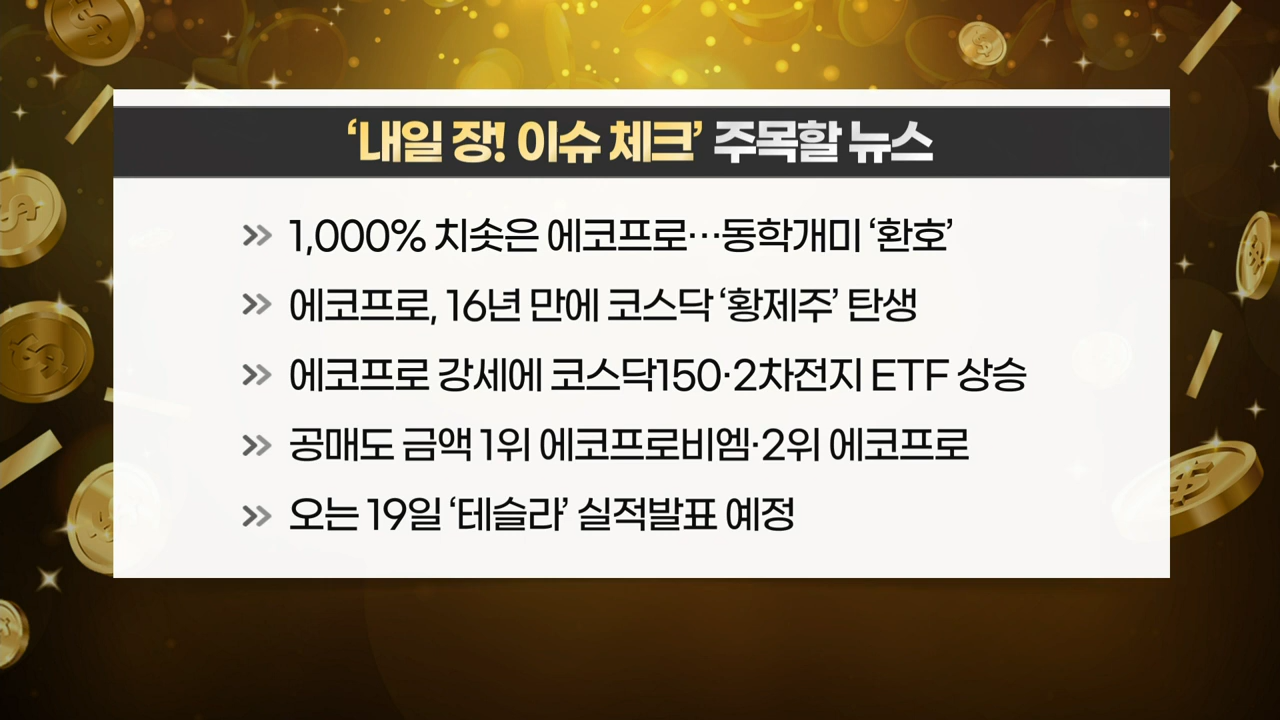 ‘내일 장! 이슈 체크’ 주목할 뉴스
» 1,000% 치솟은 에코프로…동학개미 ‘환호’
» 에코프로, 16년 만에 코스닥 ‘황제주’ 탄생
» 에코프로 강세에 코스닥150·2차전지 ETF 상승
» 공매도 금액 1위 에코프로비엠·2위 에코프로
» 오는 19일 ‘테슬라’ 실적발표 예정